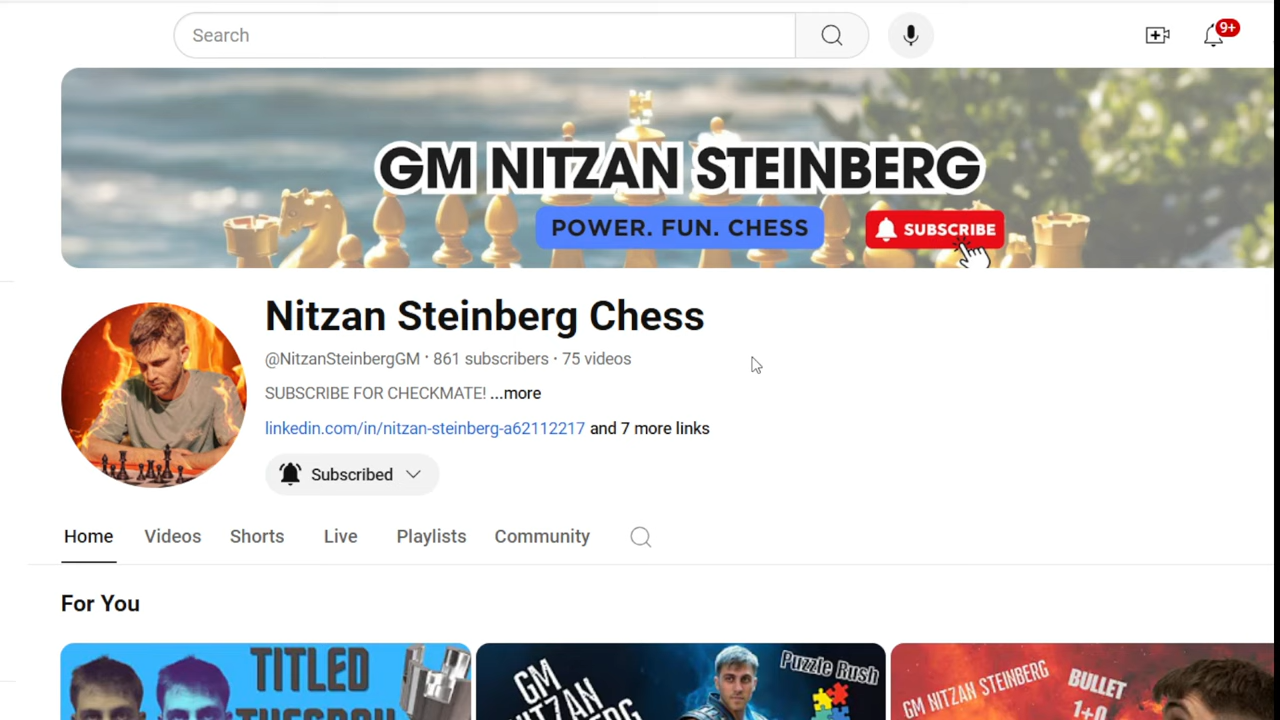 Search
9+
GM NITZAN STEINBERG
POWER. FUN. CHESS
SUBSCRIBE
Nitzan Steinberg Chess
@NitzanSteinbergGM · 861 subscribers · 75 videos
SUBSCRIBE FOR CHECKMATE! ...more
linkedin.com/in/nitzan-steinberg-a62112217 and 7 more links
Subscribed
Home Videos Shorts Live Playlists Community
For You
TITLED
TUESDAY
GM
NITZAN
Puzzle Rush
GM NITZAN STEINBERG
BULLET
1+0